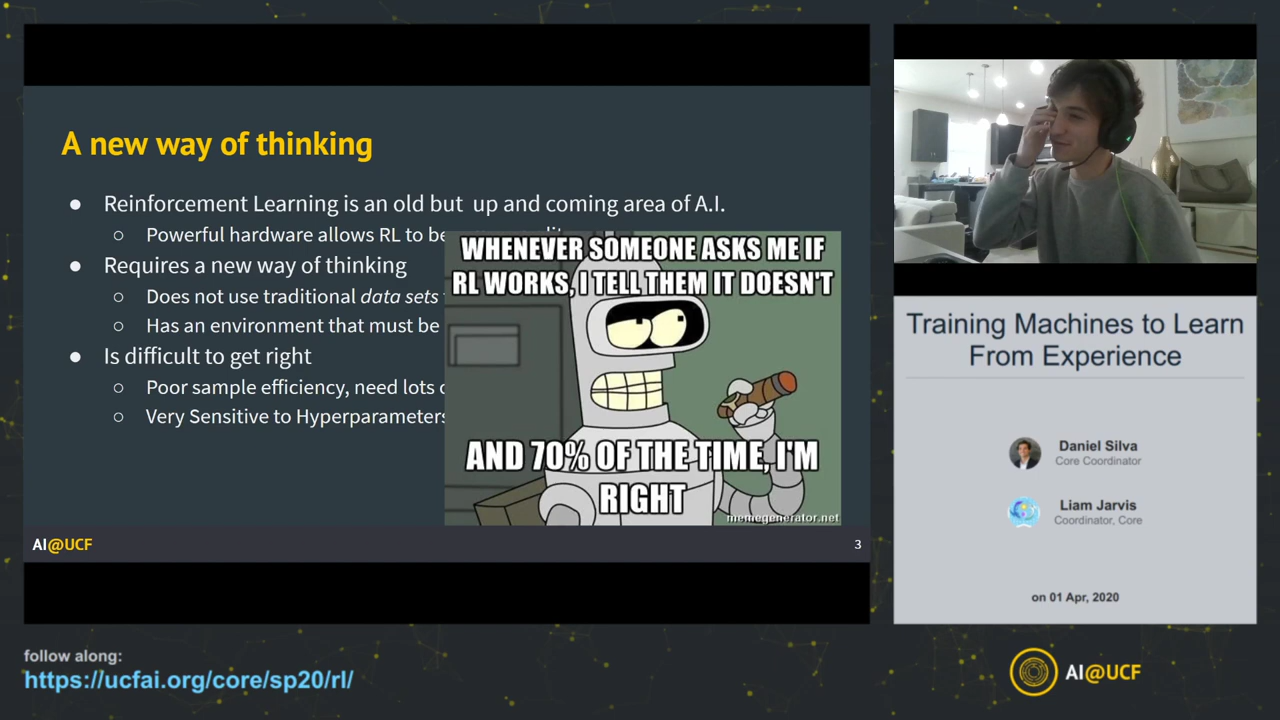 A new way of thinking
● Reinforcement Learning is an old but up and coming area of A.I.
○ Powerful hardware allows RL to be
● Requires a new way of thinking
○ Does not use traditional data sets
○ Has an environment that must be
● Is difficult to get right
○ Poor sample efficiency, need lots
○ Very Sensitive to Hyperparameters
WHENEVER SOMEONE ASKS ME IF
RL WORKS, I TELL THEM IT DOESN'T
AND 70% OF THE TIME, I'M
RIGHT
memegenerator.net
AI@UCF
3
Training Machines to Learn
From Experience
Daniel Silva
Core Coordinator
Liam Jarvis
Coordinator, Core
on 01 Apr, 2020
follow along:
https://ucfai.org/core/sp20/rl/
AI@UCF